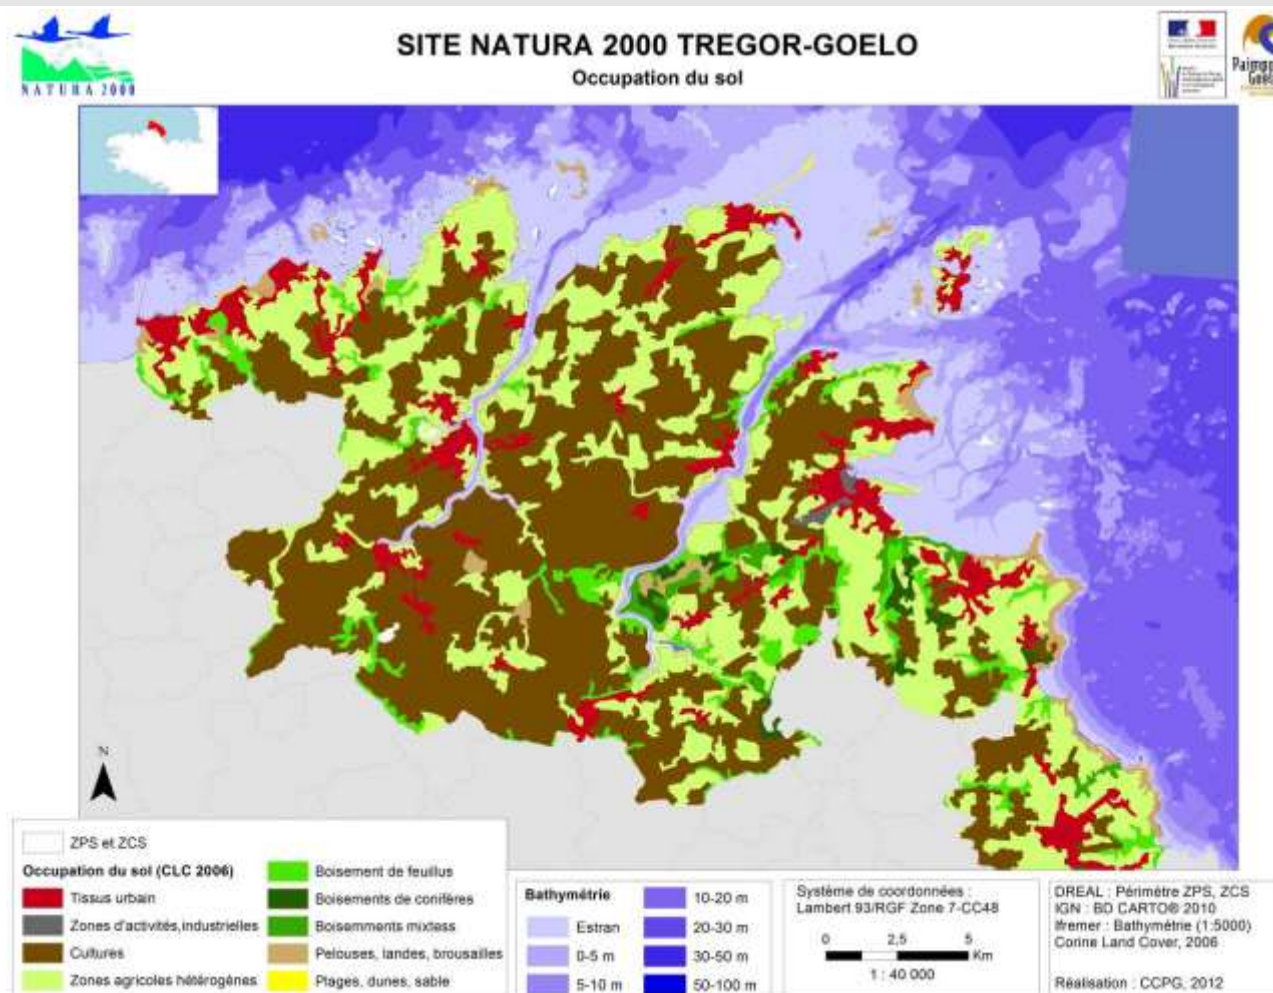 NATURA 2000
SITE NATURA 2000 TREGOR-GOELO
Occupation du sol
N
ZPS et ZCS
Occupation du sol (CLC 2006)
Tissus urbain
Zones d'activités,industrielles
Cultures
Zones agricoles hétérogènes
Boisement de feuillus
Boisements de conifères
Boisemments mixtess
Pelouses, landes, brousailles
Plages, dunes, sable
Bathymétrie
Estran
0-5 m
5-10 m
10-20 m
20-30 m
30-50 m
50-100 m
Système de coordonnées :
Lambert 93/RGF Zone 7-CC48
0 2,5 5
Km
1 : 40 000
DREAL : Périmètre ZPS, ZCS
IGN : BD CARTO® 2010
Ifremer : Bathymétrie (1:5000)
Corine Land Cover, 2006
Réalisation : CCPG, 2012